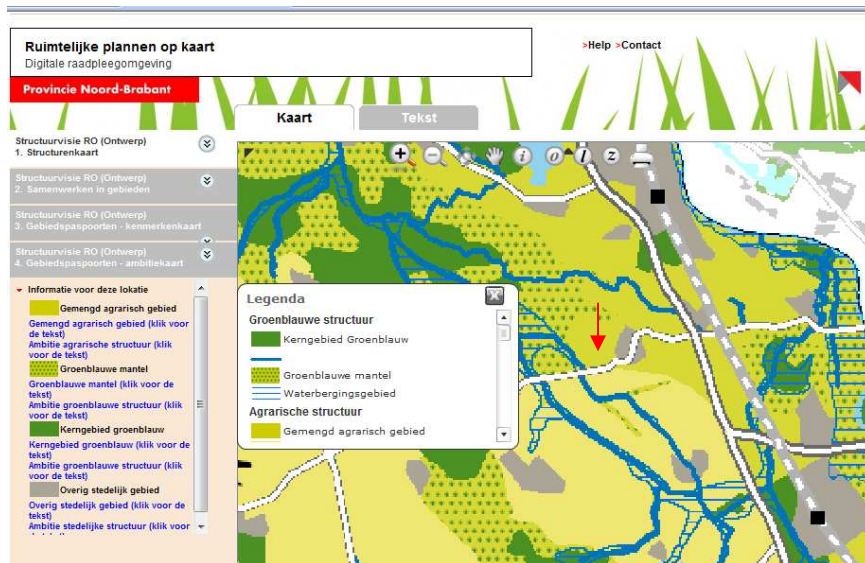 Ruimtelijke plannen op kaart
Digitale raadpleegomgeving
>Help >Contact
Provincie Noord-Brabant
Kaart
Tekst
Structuurvisie RO (Ontwerp)
1. Structurenkaart
Structuurvisie RO (Ontwerp)
2. Samenwerken in gebieden
Structuurvisie RO (Ontwerp)
3. Gebiedspaspoorten - kenmerkenkaart
Structuurvisie RO (Ontwerp)
4. Gebiedspaspoorten - ambitiekaart
Informatie voor deze lokatie
Gemengd agrarisch gebied
Gemengd agrarisch gebied (klik voor
de tekst)
Ambitie agrarische structuur (klik
voor de tekst)
Groenblauwe mantel
Groenblauwe mantel (klik voor de
tekst)
Ambitie groenblauwe structuur (klik
voor de tekst)
Kerngebied groenblauw
Kerngebied groenblauw (klik voor de
tekst)
Ambitie groenblauwe structuur (klik
voor de tekst)
Overig stedelijk gebied
Overig stedelijk gebied (klik voor de
tekst)
Ambitie stedelijke structuur (klik voor
i o l z
Legenda
Groenblauwe structuur
Kerngebied Groenblauw
Groenblauwe mantel
Waterbergingsgebied
Agrarische structuur
Gemengd agrarisch gebied